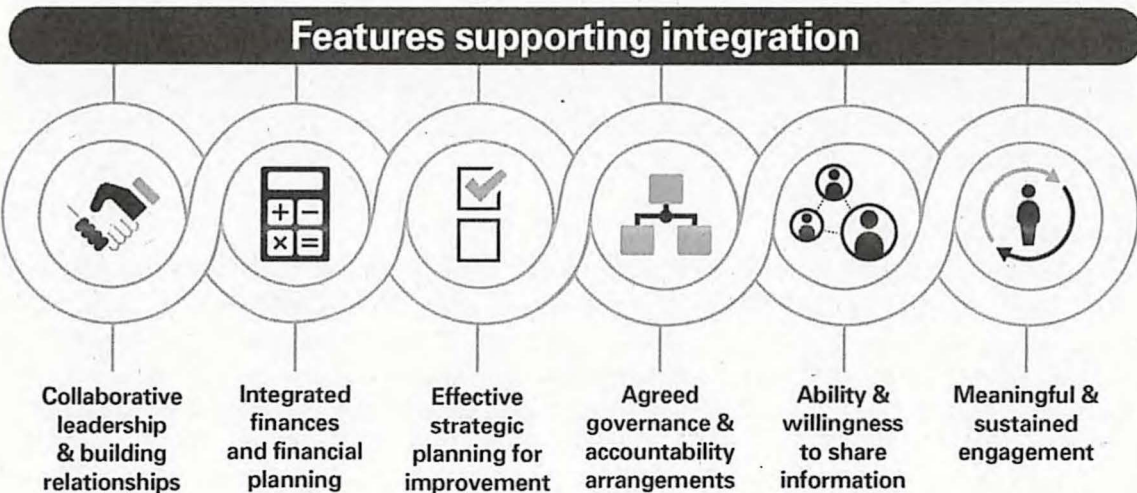 Features supporting integration
Collaborative
leadership
& building
relationships
Integrated
finances
and financial
planning
Effective
strategic
planning for
improvement
Agreed
governance &
accountability
arrangements
Ability &
willingness
to share
information
Meaningful &
sustained
engagement